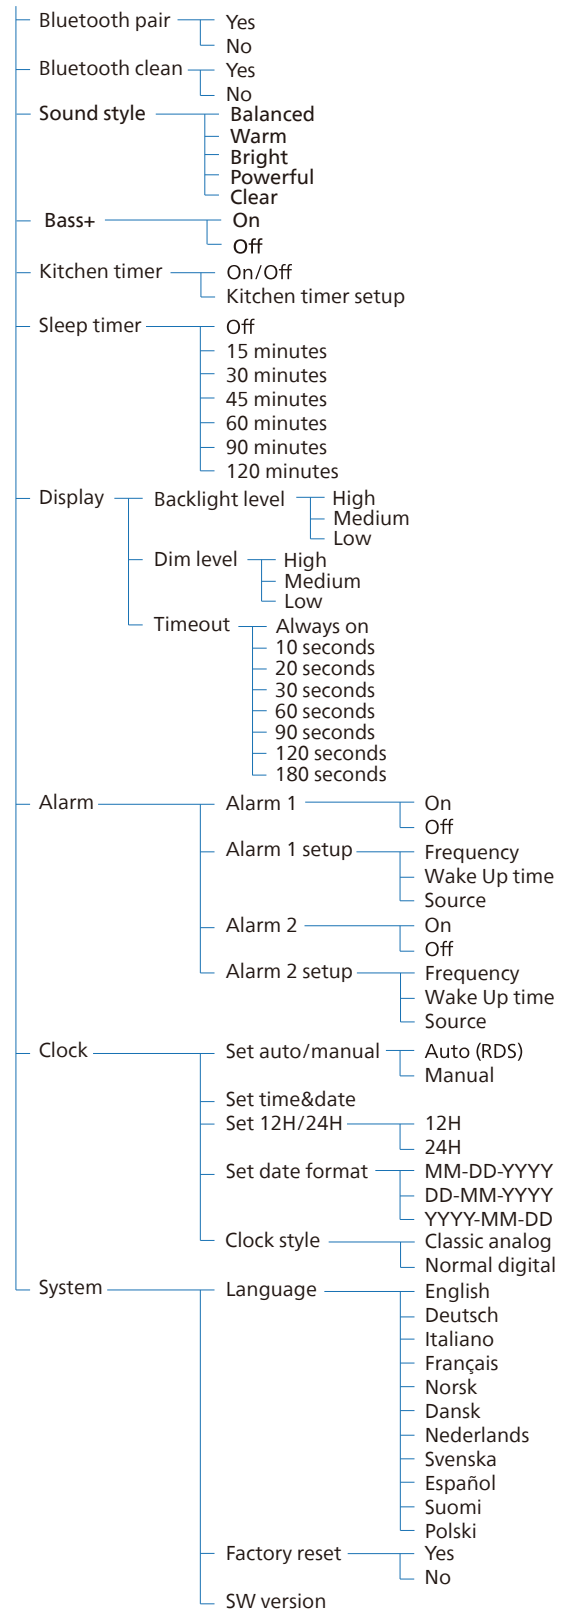 Bluetooth pair
Yes
No
Bluetooth clean
Yes
No
Sound style
Balanced
Warm
Bright
Powerful
Clear
Bass+
On
Off
Kitchen timer
On/Off
Kitchen timer setup
Sleep timer
Off
15 minutes
30 minutes
45 minutes
60 minutes
90 minutes
120 minutes
Display
Backlight level
High
Medium
Low
Dim level
High
Medium
Low
Timeout
Always on
10 seconds
20 seconds
30 seconds
60 seconds
90 seconds
120 seconds
180 seconds
Alarm
Alarm 1
On
Off
Alarm 1 setup
Frequency
Wake Up time
Source
Alarm 2
On
Off
Alarm 2 setup
Frequency
Wake Up time
Source
Clock
Set auto/manual
Auto (RDS)
Manual
Set time&date
Set 12H/24H
12H
24H
Set date format
MM-DD-YYYY
DD-MM-YYYY
YYYY-MM-DD
Clock style
Classic analog
Normal digital
System
Language
English
Deutsch
Italiano
Français
Norsk
Dansk
Nederlands
Svenska
Español
Suomi
Polski
Factory reset
Yes
No
SW version